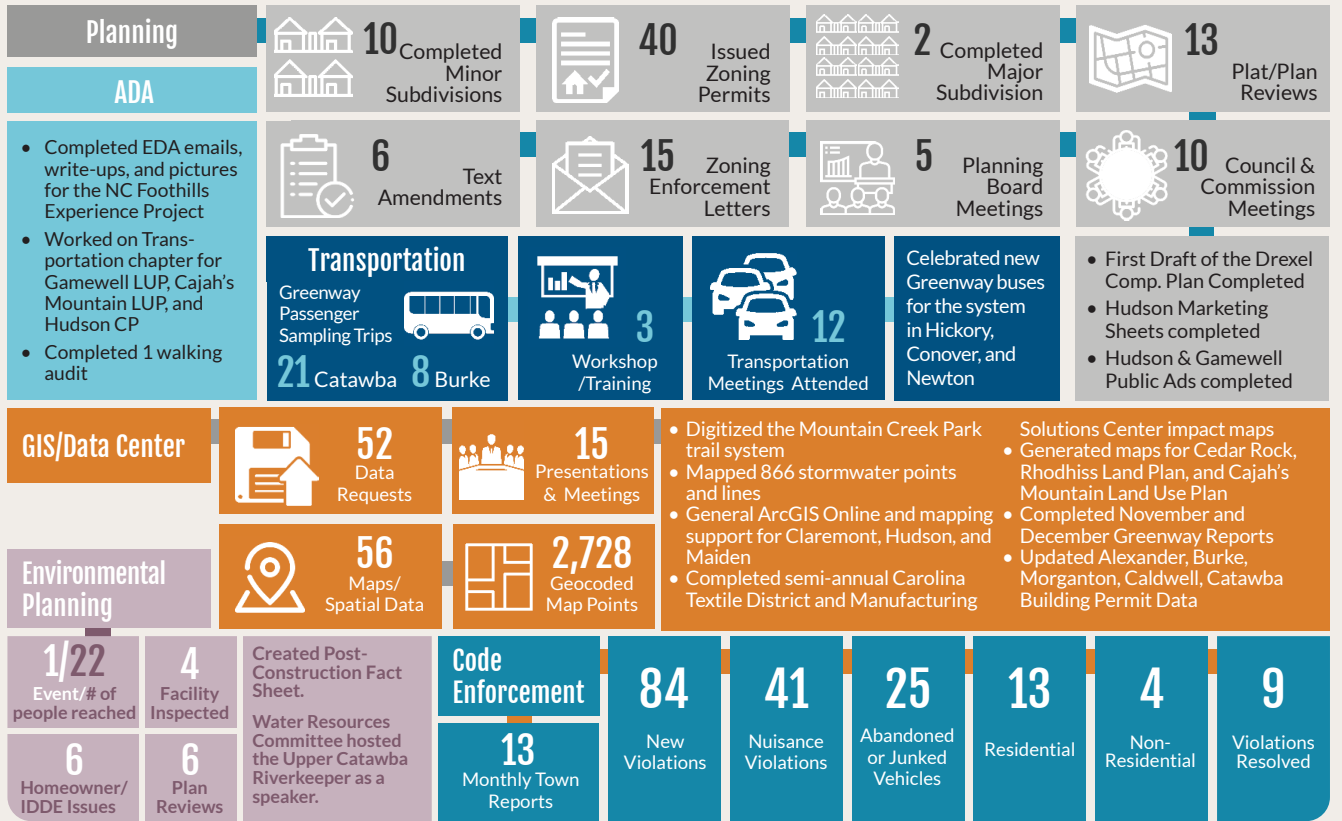 Planning
10 Completed
Minor
Subdivisions
40 Issued
Zoning
Permits
2 Completed
Major
Subdivision
13
Plat/Plan
Reviews
ADA
• Completed EDA emails,
write-ups, and pictures
for the NC Foothills
Experience Project
• Worked on Trans-
portation chapter for
Gamewell LUP, Cajah's
Mountain LUP, and
Hudson CP
• Completed 1 walking
audit
6
Text
Amendments
15 Zoning
Enforcement
Letters
5 Planning
Board
Meetings
10 Council &
Commission
Meetings
Transportation
Greenway
Passenger
Sampling Trips
21 Catawba 8 Burke
3
Workshop
/Training
12
Transportation
Meetings Attended
Celebrated new
Greenway buses
for the system
in Hickory,
Conover, and
Newton
• First Draft of the Drexel
Comp. Plan Completed
• Hudson Marketing
Sheets completed
• Hudson & Gamewell
Public Ads completed
GIS/Data Center
52
Data
Requests
15
Presentations
& Meetings
56
Maps/
Spatial Data
2,728
Geocoded
Map Points
• Digitized the Mountain Creek Park
trail system
• Mapped 866 stormwater points
and lines
• General ArcGIS Online and mapping
support for Claremont, Hudson, and
Maiden
• Completed semi-annual Carolina
Textile District and Manufacturing
Solutions Center impact maps
• Generated maps for Cedar Rock,
Rhodhiss Land Plan, and Cajah's
Mountain Land Use Plan
• Completed November and
December Greenway Reports
• Updated Alexander, Burke,
Morganton, Caldwell, Catawba
Building Permit Data
Environmental
Planning
1/22
Event/# of
people reached
4
Facility
Inspected
6
Homeowner/
IDDE Issues
6
Plan
Reviews
Created Post-
Construction Fact
Sheet.
Water Resources
Committee hosted
the Upper Catawba
Riverkeeper as a
speaker.
Code
Enforcement
13
Monthly Town
Reports
84
New
Violations
41
Nuisance
Violations
25
Abandoned
or Junked
Vehicles
13
Residential
4
Non-
Residential
9
Violations
Resolved